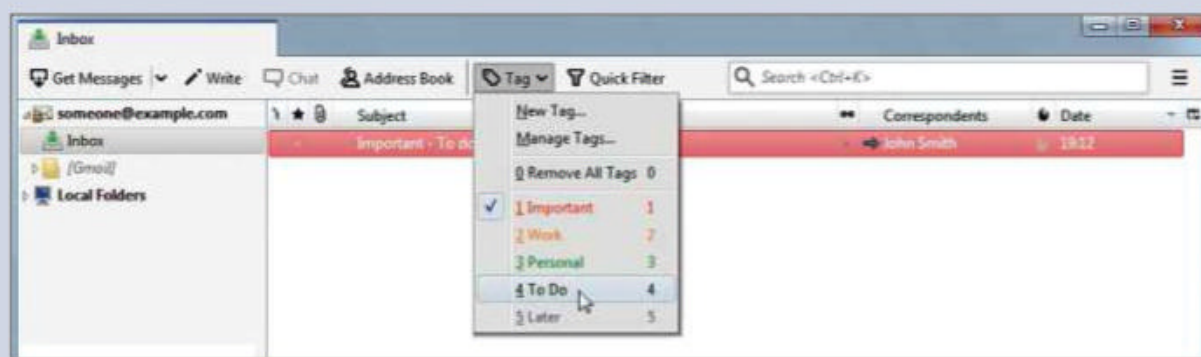 Inbox
Get Messages Write Chat Address Book Tag Quick Filter Search <Ctrl+K>
someone@example.com Subject Correspondents Date
Inbox Important - To do John Smith 19:12
[Gmail]
Local Folders
New Tag...
Manage Tags...
0 Remove All Tags 0
1 Important 1
2 Work 2
3 Personal 3
4 To Do 4
5 Later 5